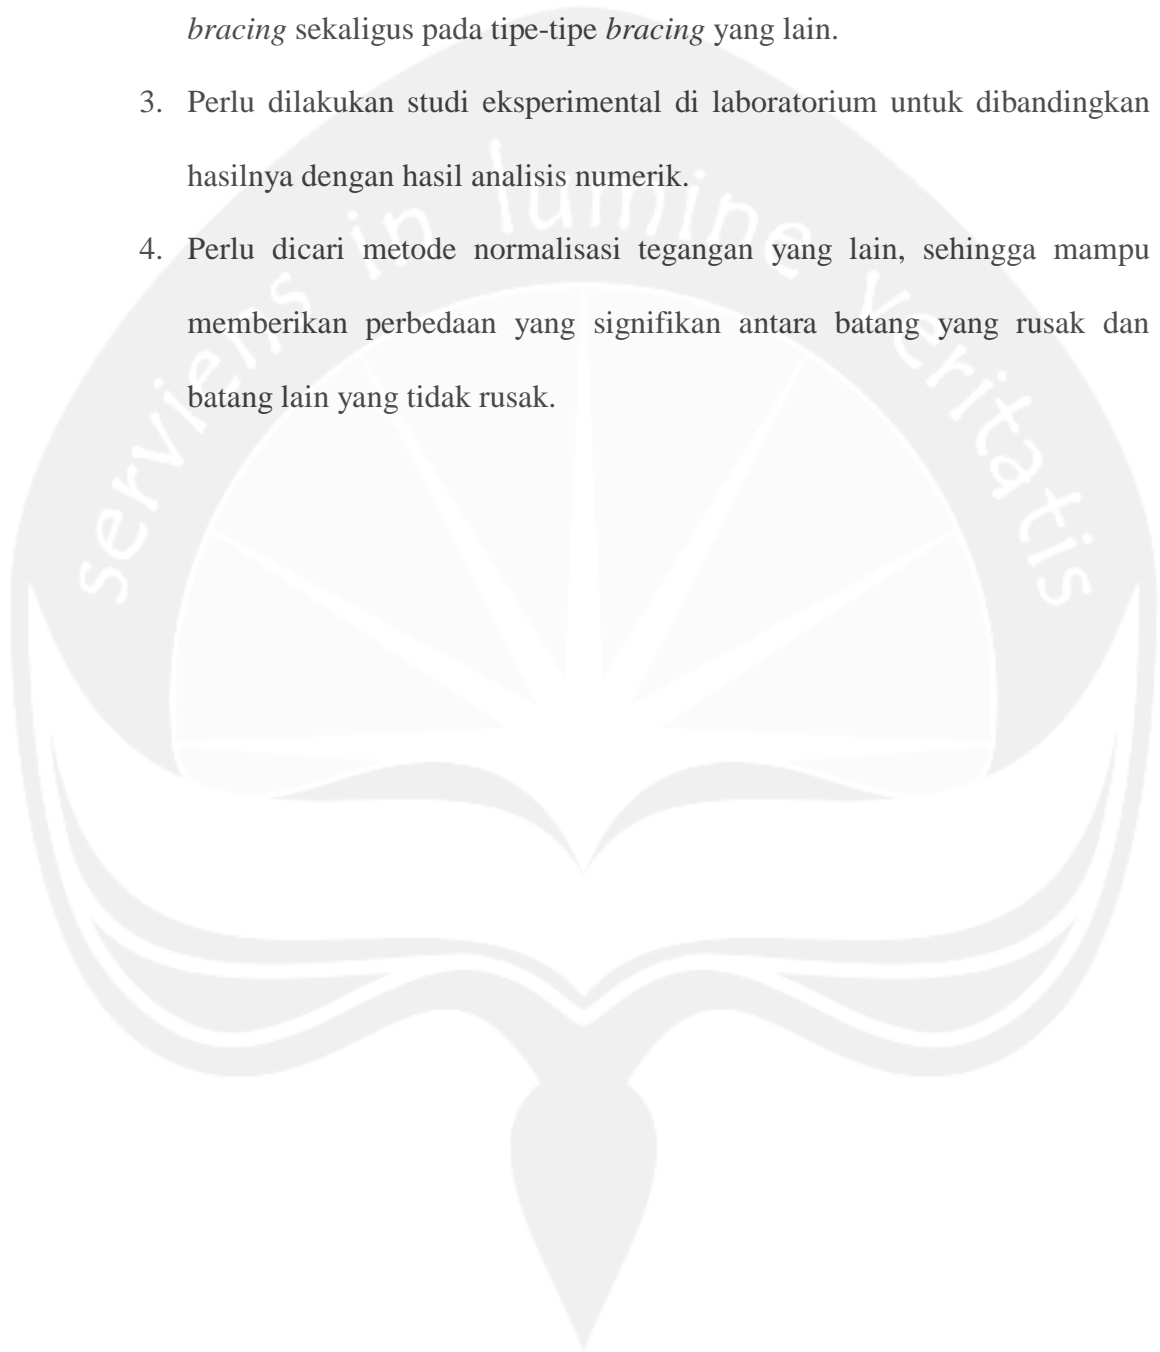 bracing sekaligus pada tipe-tipe bracing yang lain.
3. Perlu dilakukan studi eksperimental di laboratorium untuk dibandingkan
hasilnya dengan hasil analisis numerik.
4. Perlu dicari metode normalisasi tegangan yang lain, sehingga mampu
memberikan perbedaan yang signifikan antara batang yang rusak dan
batang lain yang tidak rusak.
serviens in lumine veritatis